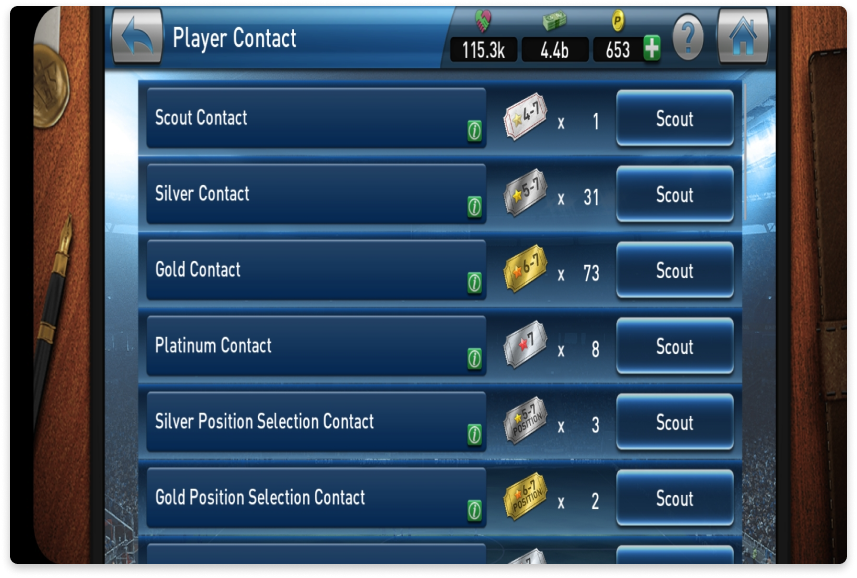 Player Contact
115.3k
4.4b
P
653
?
Scout Contact
4-7
x 1
Scout
Silver Contact
5-7
x 31
Scout
Gold Contact
6-7
x 73
Scout
Platinum Contact
7
x 8
Scout
Silver Position Selection Contact
5-7
POSITION
x 3
Scout
Gold Position Selection Contact
6-7
POSITION
x 2
Scout